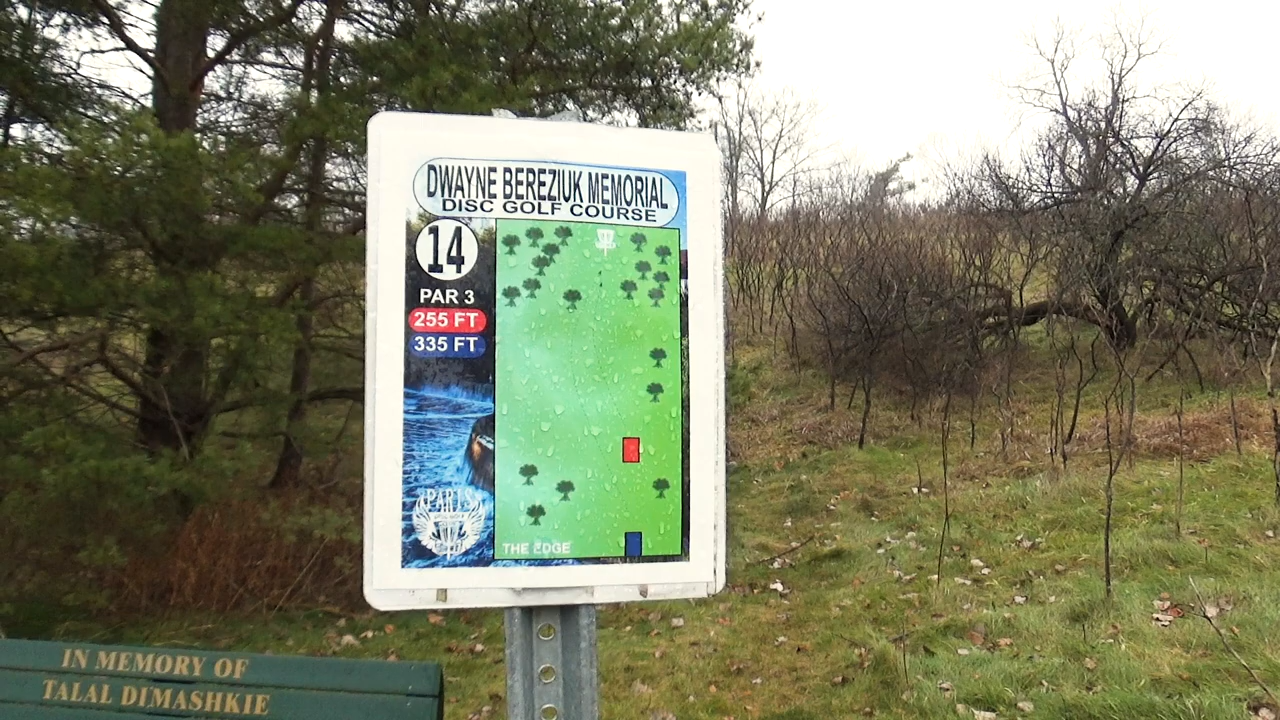 DWAYNE BEREZIUK MEMORIAL
DISC GOLF COURSE
14
PAR 3
255 FT
335 FT
PARTS
THE EDGE
IN MEMORY OF
TALAL DIMASHKIE